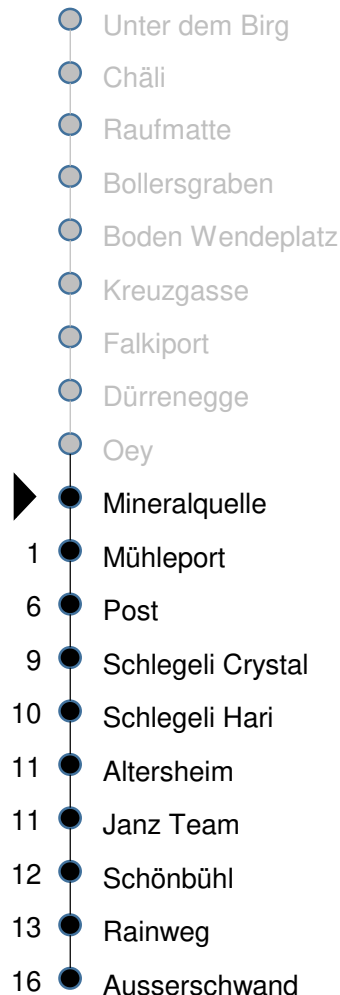 Unter dem Birg
Chäli
Raufmatte
Bollersgraben
Boden Wendeplatz
Kreuzgasse
Falkiport
Dürrenegge
Oey
Mineralquelle
1 Mühleport
6 Post
9 Schlegeli Crystal
10 Schlegeli Hari
11 Altersheim
11 Janz Team
12 Schönbühl
13 Rainweg
16 Ausserschwand